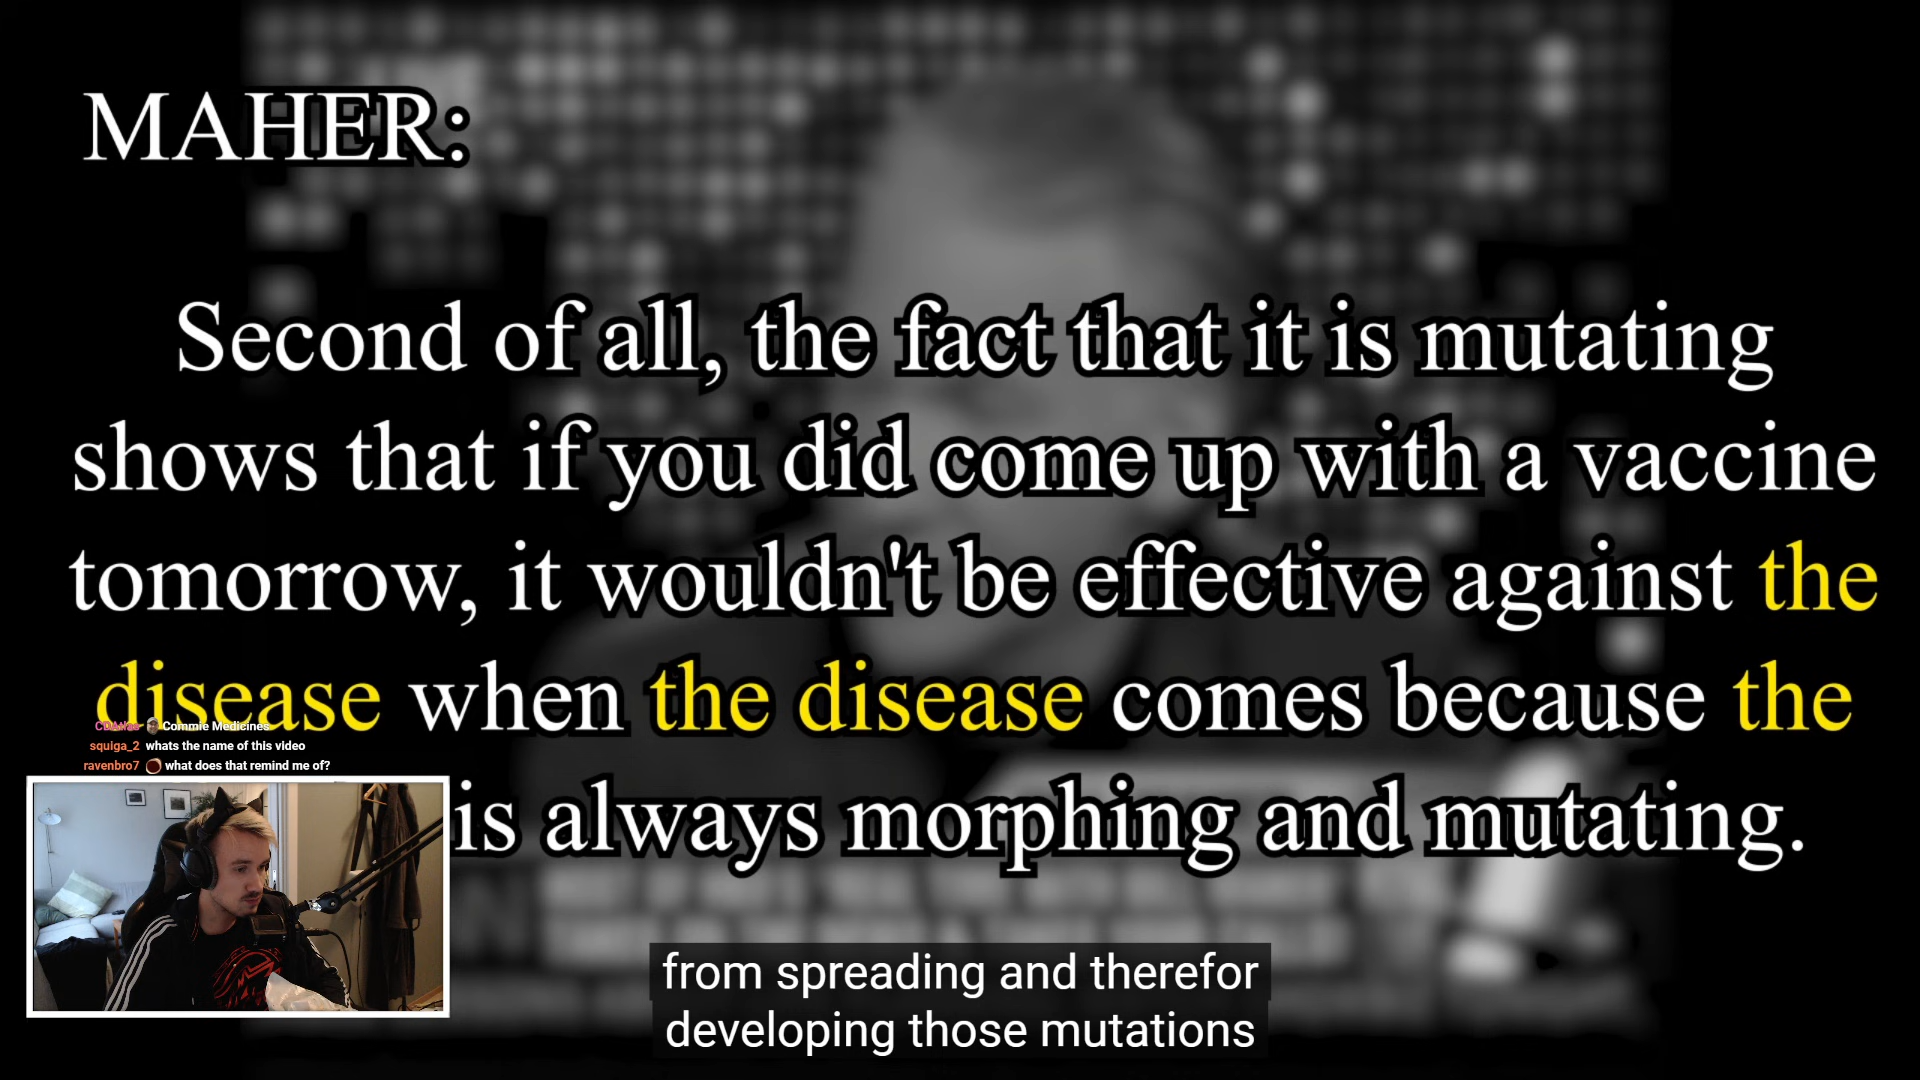 MAHER:
Second of all, the fact that it is mutating
shows that if you did come up with a vaccine
tomorrow, it wouldn't be effective against the
disease when the disease comes because the
is always morphing and mutating.
Commie Medicines
squiga_2 whats the name of this video
ravenbro7 what does that remind me of?
from spreading and therefor
developing those mutations